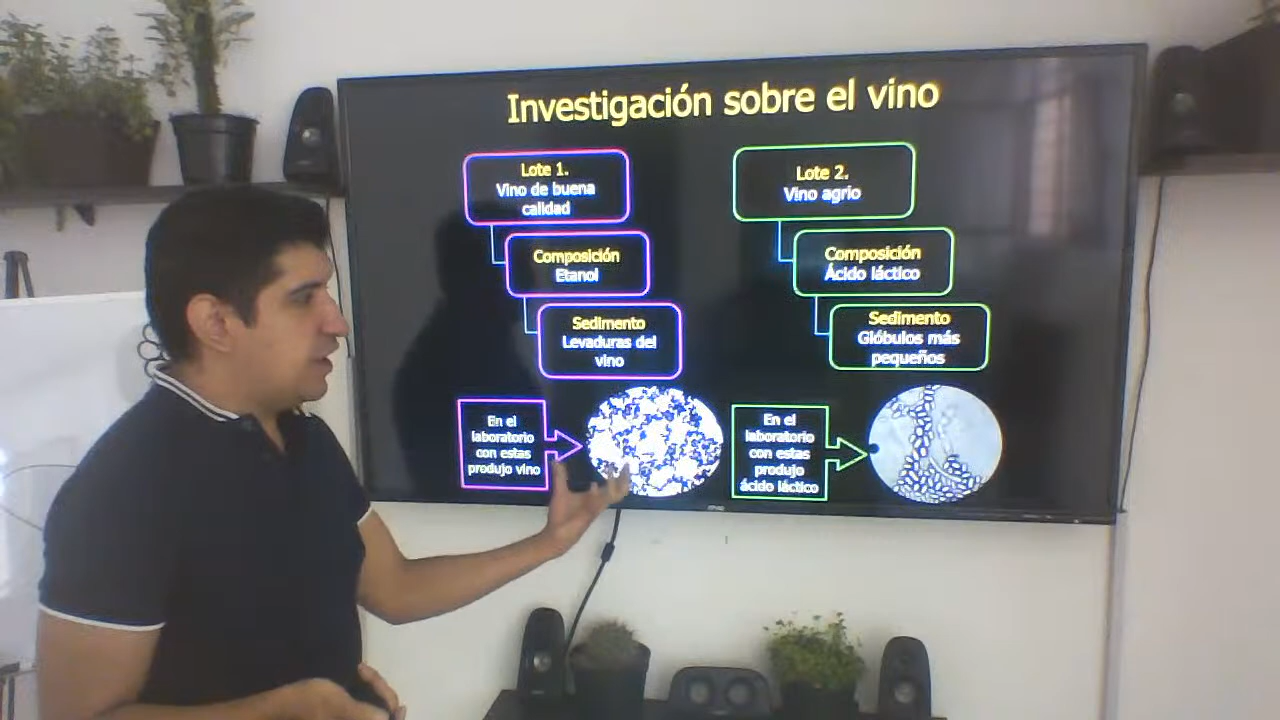 Investigación sobre el vino
Lote 1.
Vino de buena
calidad
Composición
Etanol
Sedimento
Levaduras del
vino
En el
laboratorio
con estas
produjo vino
Lote 2.
Vino agrio
Composición
Ácido láctico
Sedimento
Glóbulos más
pequeños
En el
laboratorio
con estas
produjo
ácido láctico